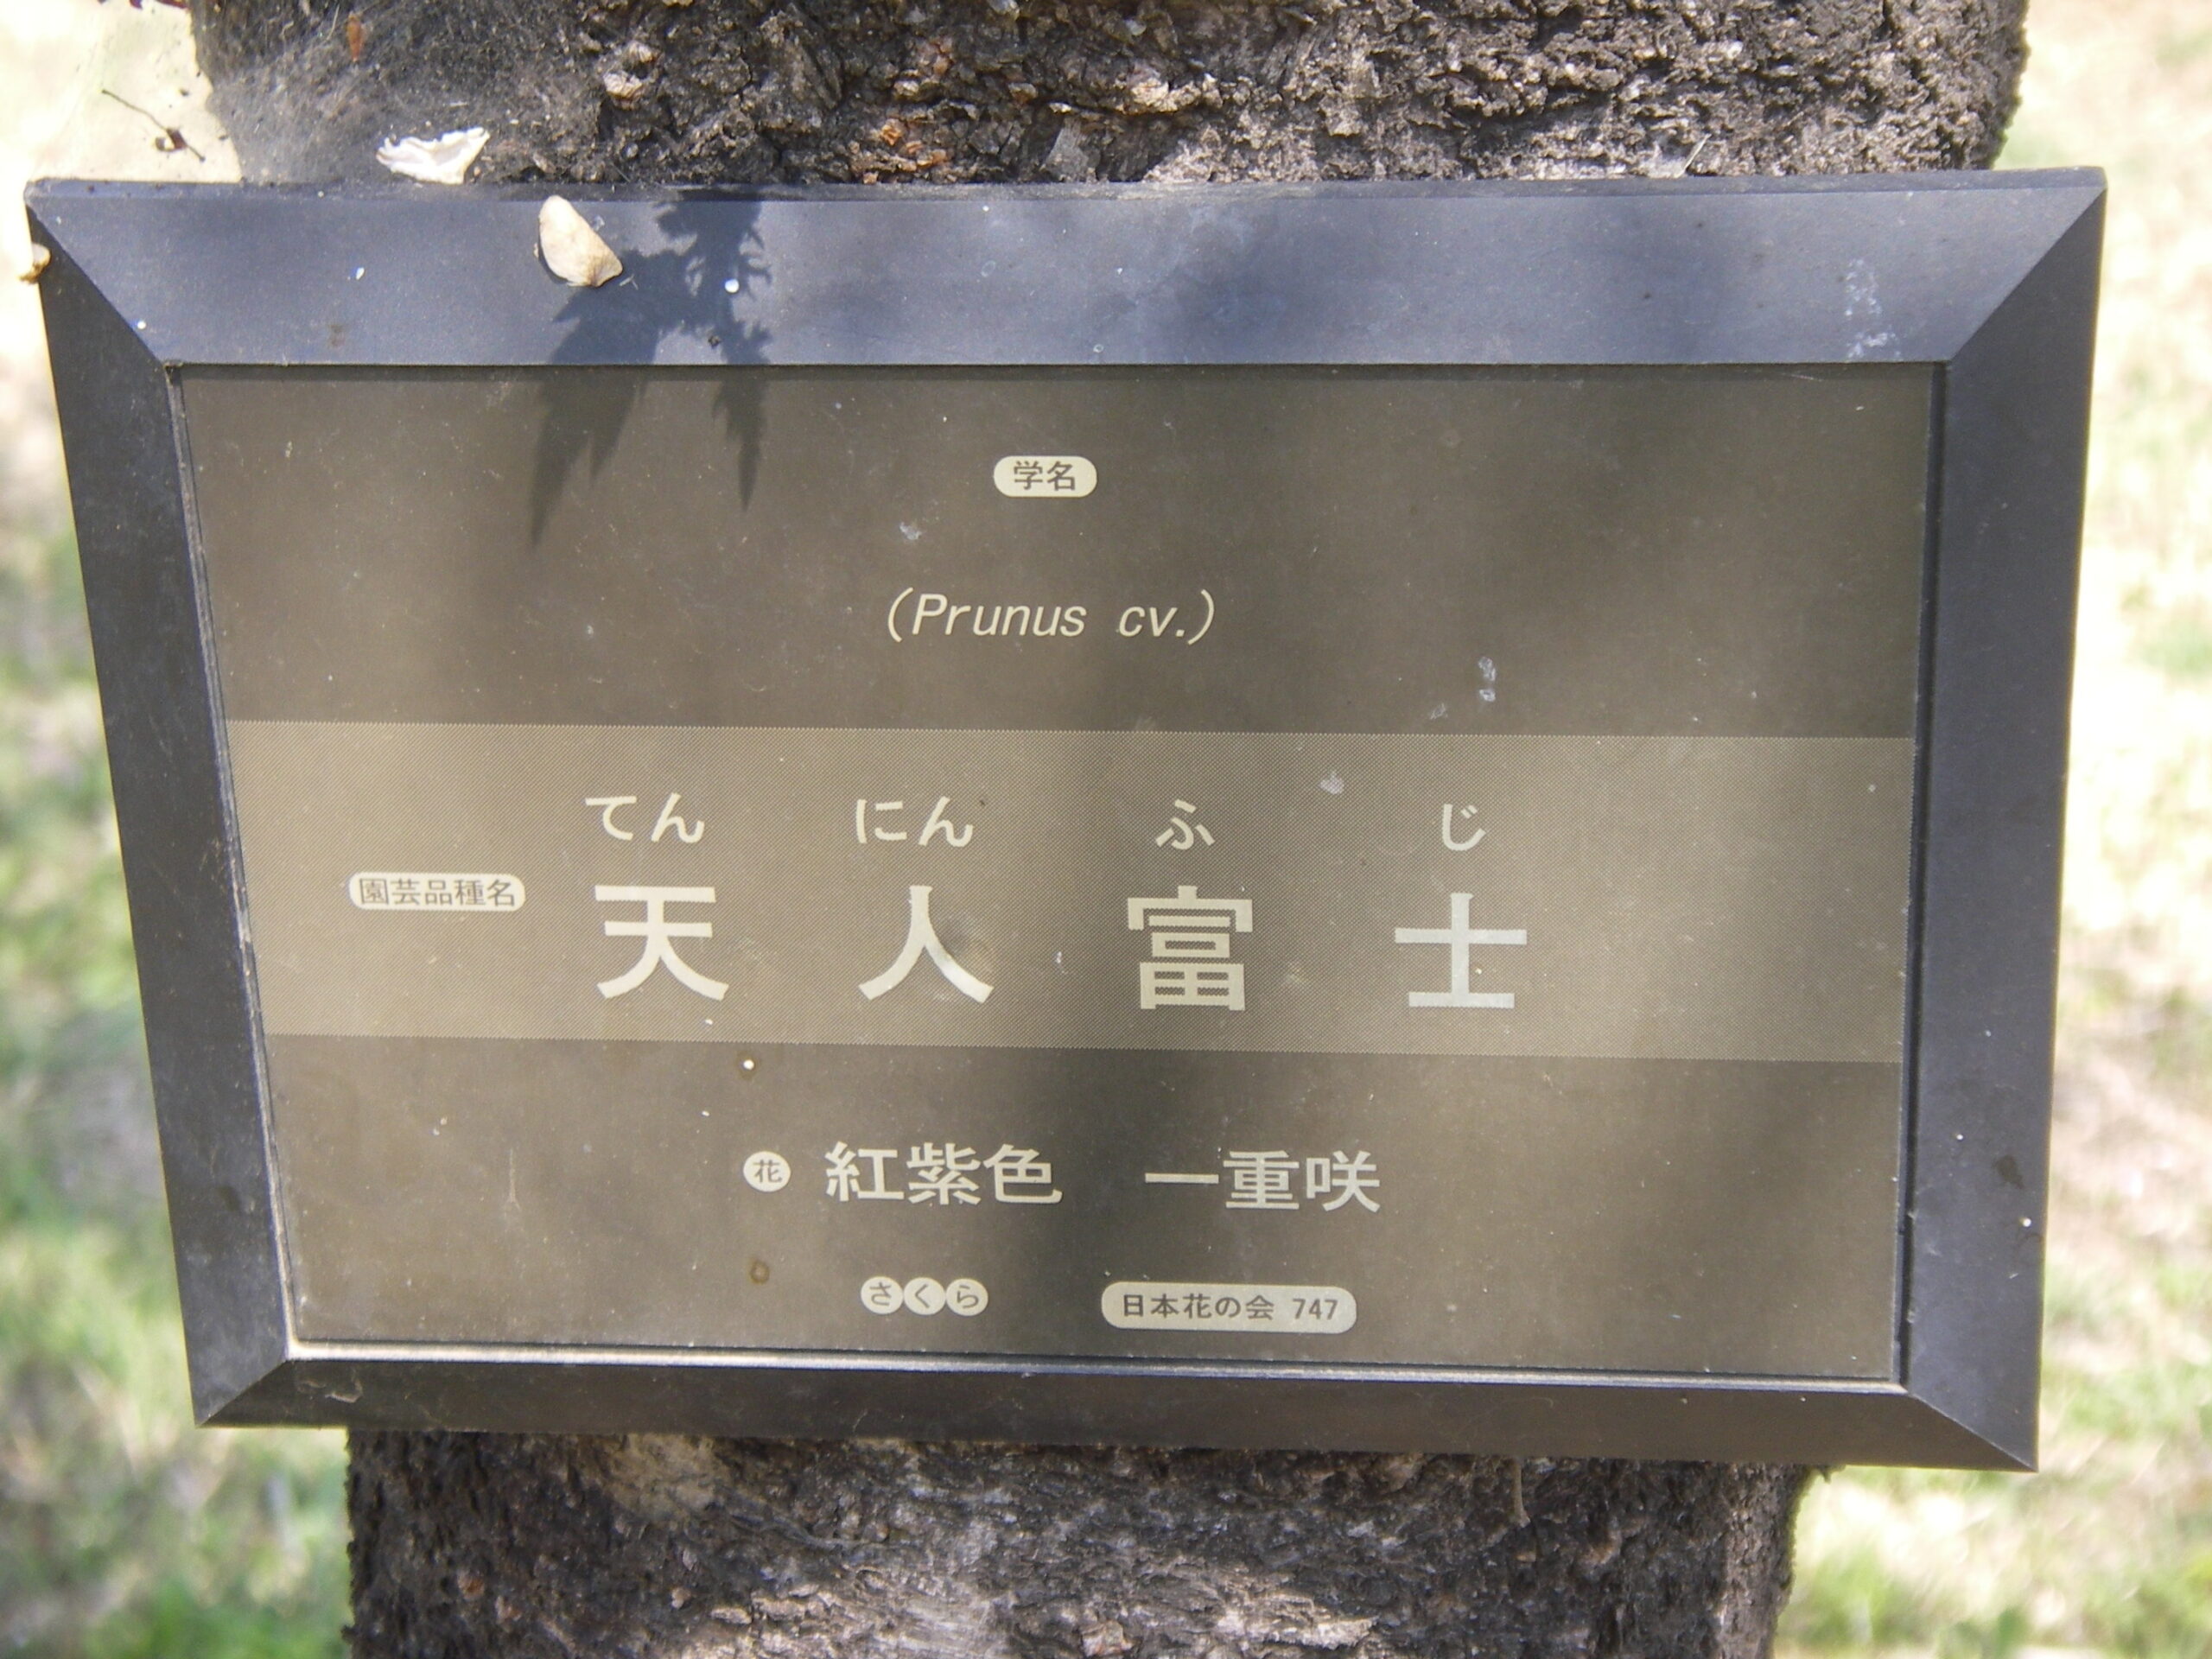 学名
(Prunus cv.)
てん にん ふ じ
園芸品種名 天人富士
花 紅紫色 一重咲
さくら 日本花の会 747